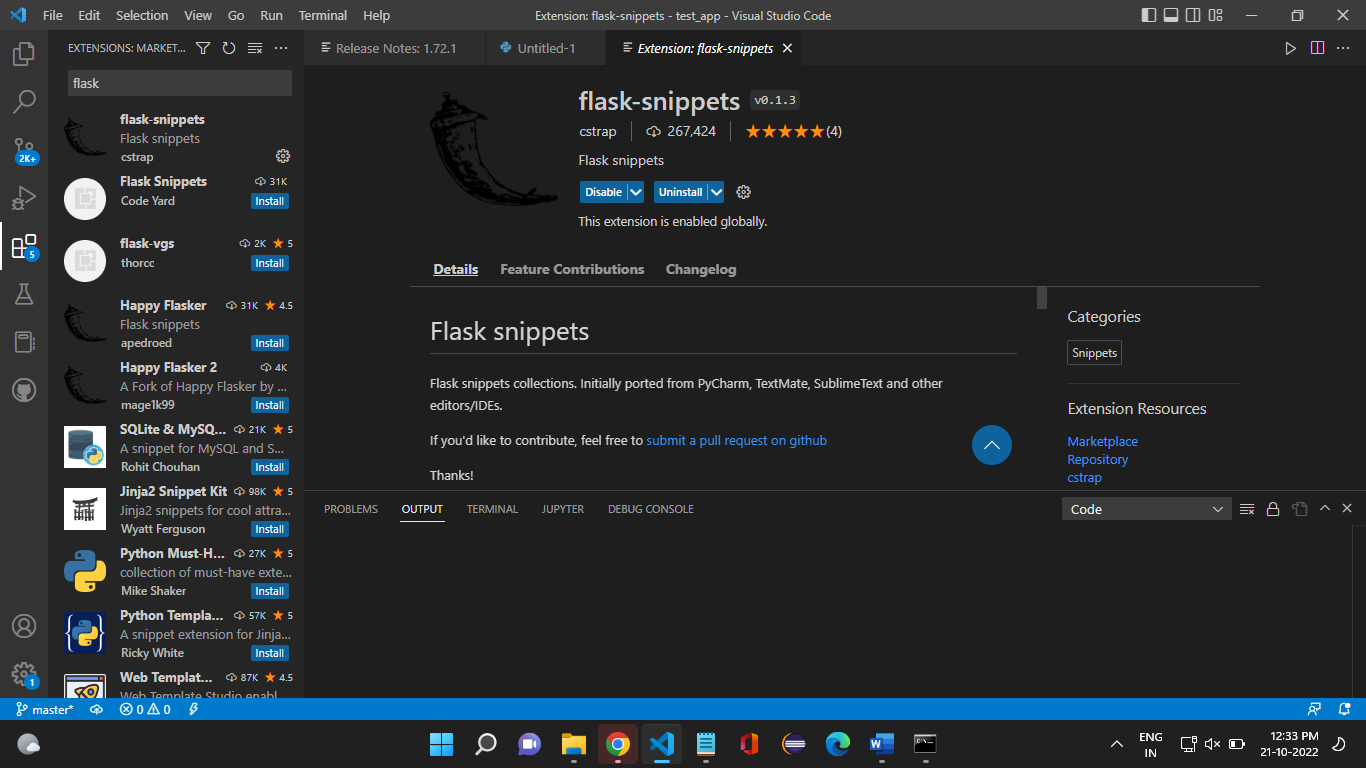 File Edit Selection View Go Run Terminal Help
Extension: flask-snippets - test_app - Visual Studio Code
EXTENSIONS: MARKET...
flask
flask-snippets
Flask snippets
cstrap
Flask Snippets 31K
Code Yard Install
flask-vgs 2K 5
thorcc Install
Happy Flasker 31K 4.5
Flask snippets
apedroed Install
Happy Flasker 2 4K
A Fork of Happy Flasker by ...
mage1k99 Install
SQLite & MySQ... 21K 5
A snippet for MySQL and S...
Rohit Chouhan Install
Jinja2 Snippet Kit 98K 5
Jinja2 snippets for cool attra...
Wyatt Ferguson Install
Python Must-H... 27K 5
collection of must-have exte...
Mike Shaker Install
Python Templa... 57K 5
A snippet extension for Jinja...
Ricky White Install
Web Templat... 87K 4.5
Web Template Studio enabl
2K+
5
1
Release Notes: 1.72.1 Untitled-1 Extension: flask-snippets
flask-snippets v0.1.3
cstrap 267,424 (4)
Flask snippets
Disable Uninstall
This extension is enabled globally.
Details Feature Contributions Changelog
Flask snippets
Flask snippets collections. Initially ported from PyCharm, TextMate, SublimeText and other
editors/IDEs.
If you'd like to contribute, feel free to submit a pull request on github
Thanks!
Categories
Snippets
Extension Resources
Marketplace
Repository
cstrap
PROBLEMS OUTPUT TERMINAL JUPYTER DEBUG CONSOLE
Code
master* 0 0
ENG
IN
12:33 PM
21-10-2022